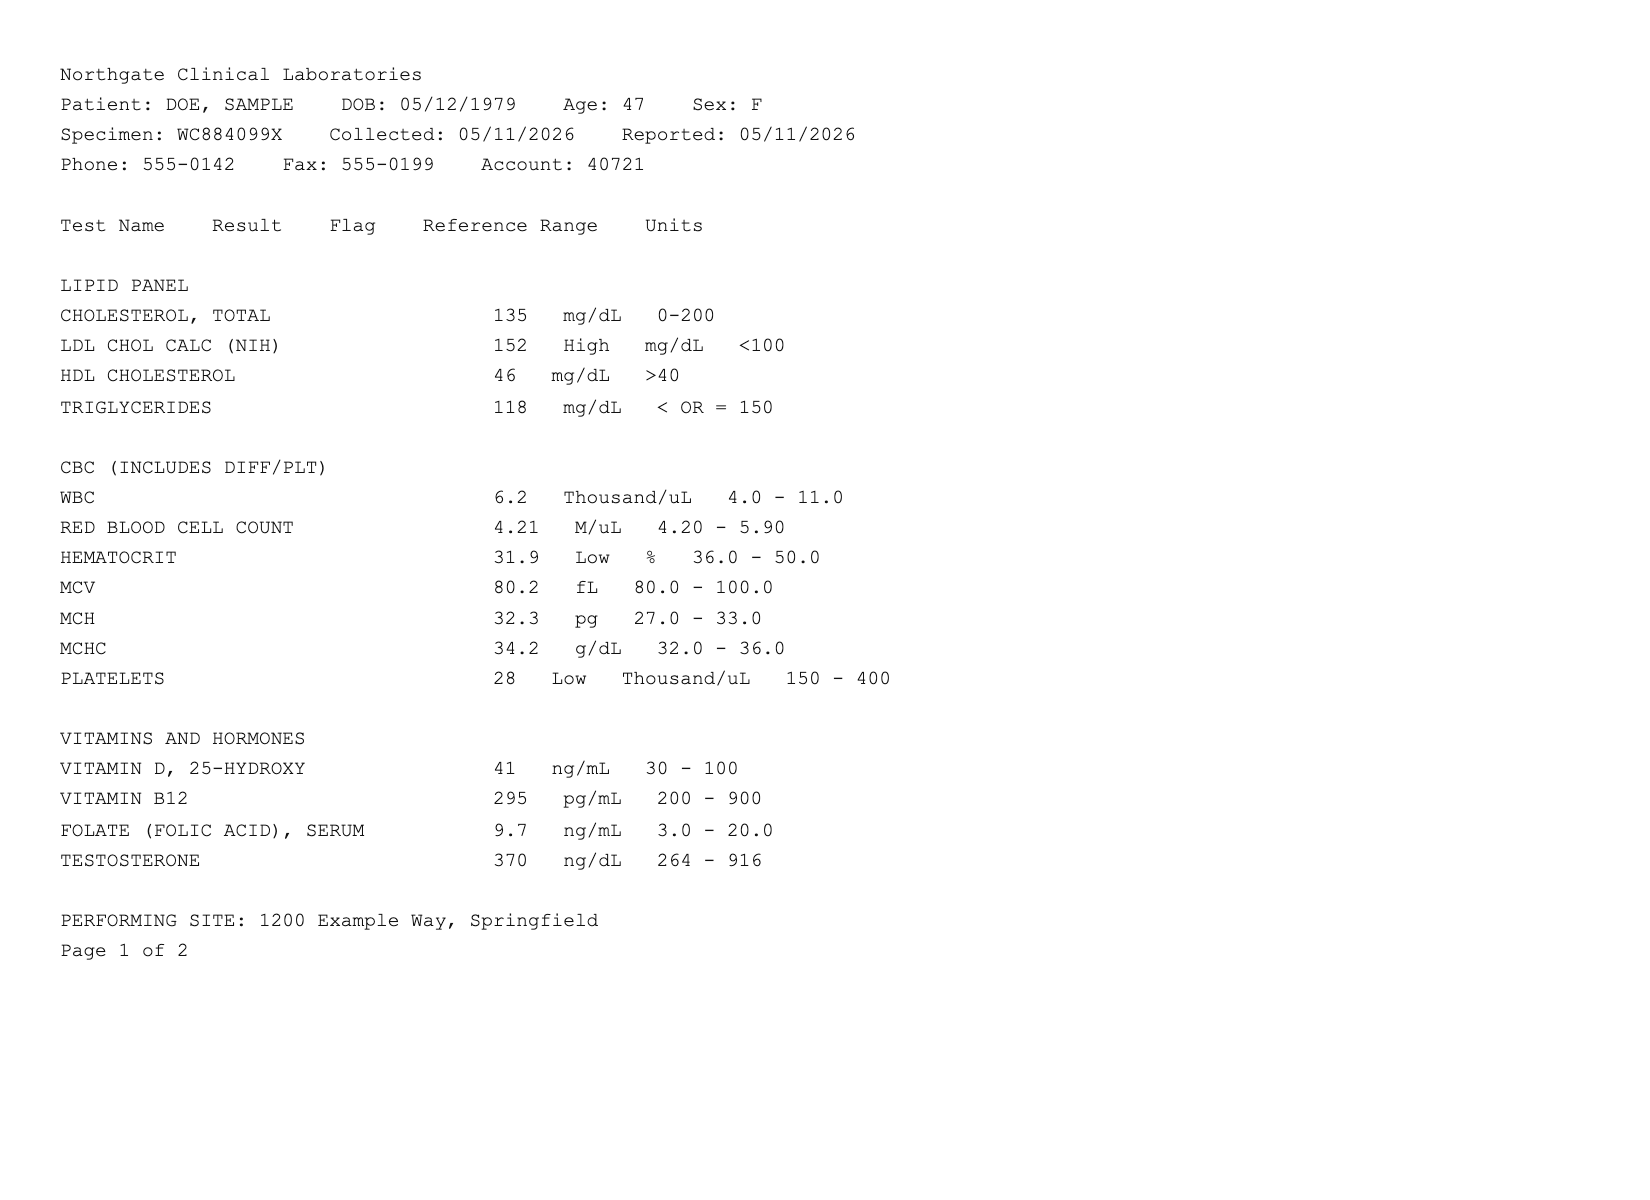 Northgate Clinical Laboratories
Patient: DOE, SAMPLE    DOB: 05/12/1979    Age: 47    Sex: F
Specimen: WC884099X    Collected: 05/11/2026    Reported: 05/11/2026
Phone: 555-0142    Fax: 555-0199    Account: 40721
Test Name    Result    Flag    Reference Range    Units
LIPID PANEL
CHOLESTEROL, TOTAL    135   mg/dL   0-200
LDL CHOL CALC (NIH)    152   High   mg/dL   <100
HDL CHOLESTEROL    46   mg/dL   >40
TRIGLYCERIDES    118   mg/dL   < OR = 150
CBC (INCLUDES DIFF/PLT)
WBC    6.2   Thousand/uL   4.0 - 11.0
RED BLOOD CELL COUNT    4.21   M/uL   4.20 - 5.90
HEMATOCRIT    31.9   Low   %   36.0 - 50.0
MCV    80.2   fL   80.0 - 100.0
MCH    32.3   pg   27.0 - 33.0
MCHC    34.2   g/dL   32.0 - 36.0
PLATELETS    28   Low   Thousand/uL   150 - 400
VITAMINS AND HORMONES
VITAMIN D, 25-HYDROXY    41   ng/mL   30 - 100
VITAMIN B12    295   pg/mL   200 - 900
FOLATE (FOLIC ACID), SERUM    9.7   ng/mL   3.0 - 20.0
TESTOSTERONE    370   ng/dL   264 - 916
PERFORMING SITE: 1200 Example Way, Springfield
Page 1 of 2